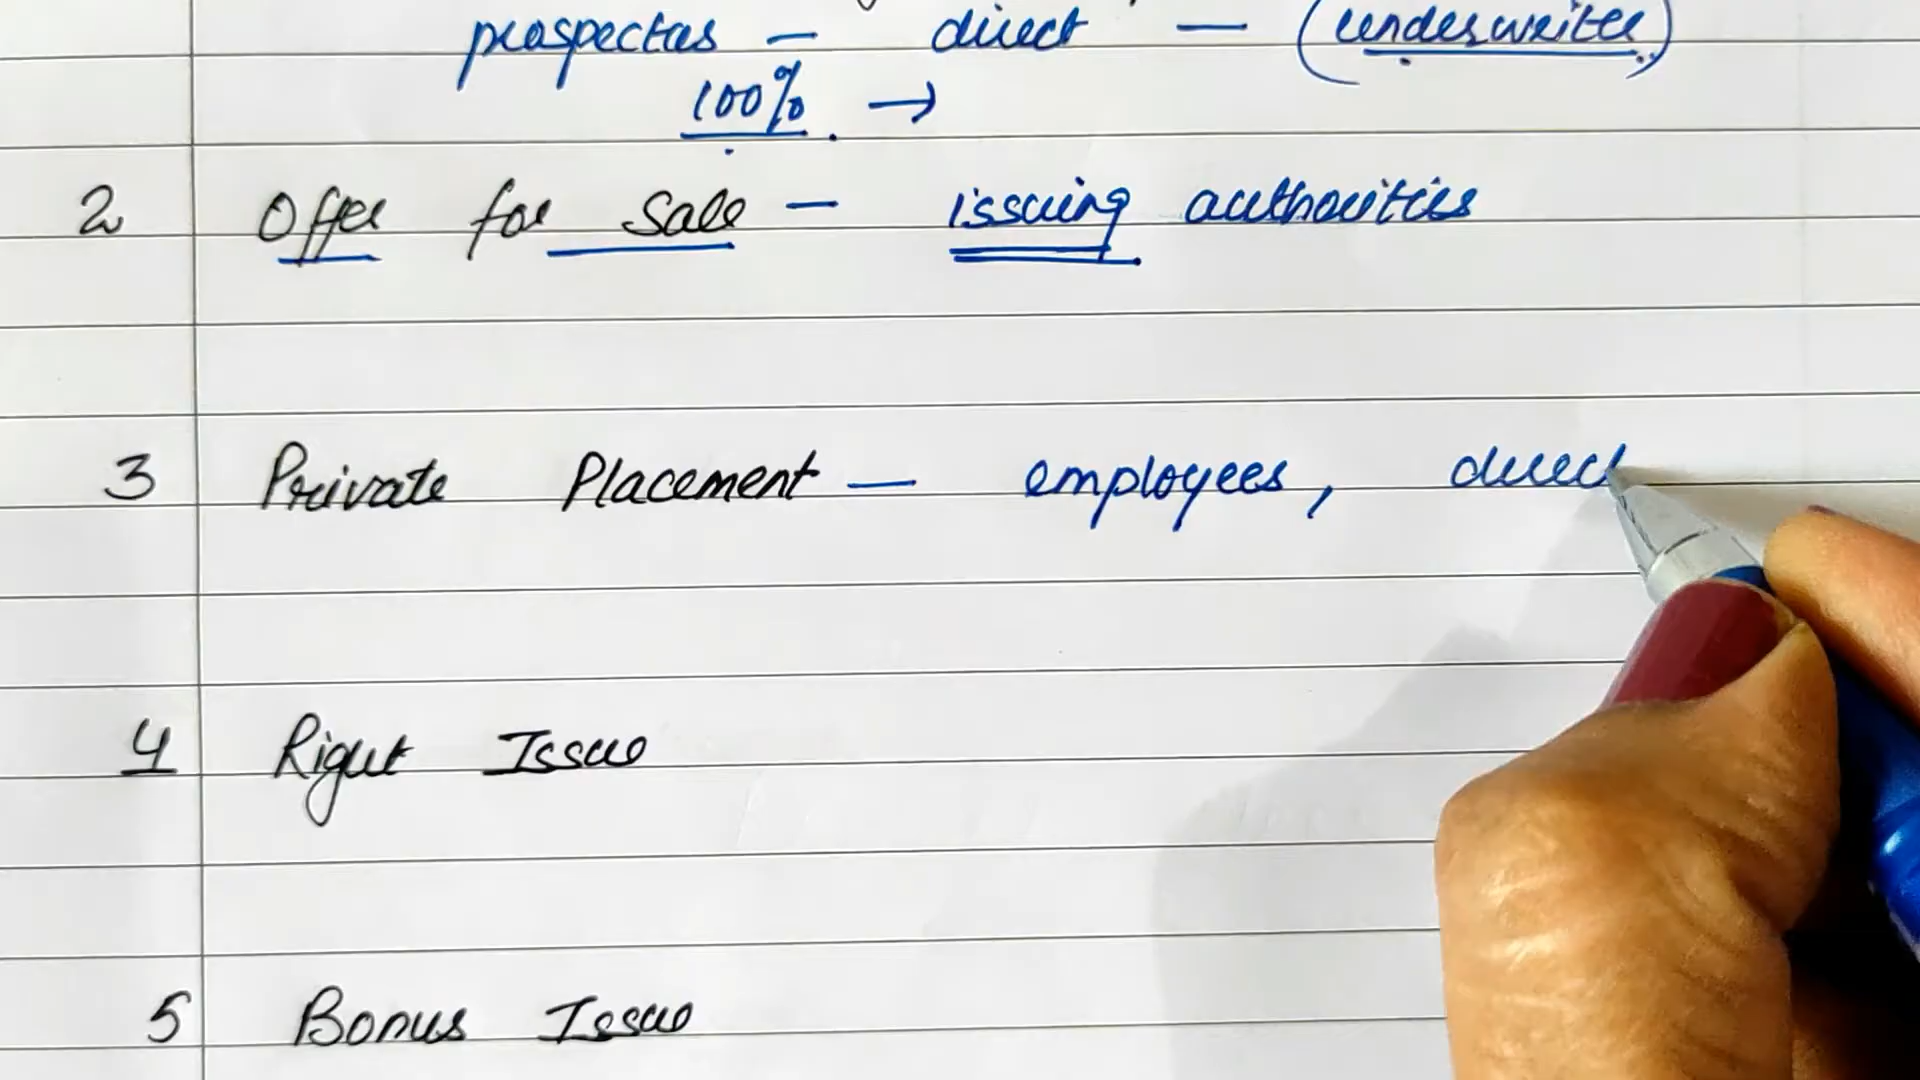 prospectus – direct – (underwriter)
100% →
2 Offer for Sale – issuing authorities
3 Private Placement – employees, direc
4 Right Issue
5 Bonus Issue